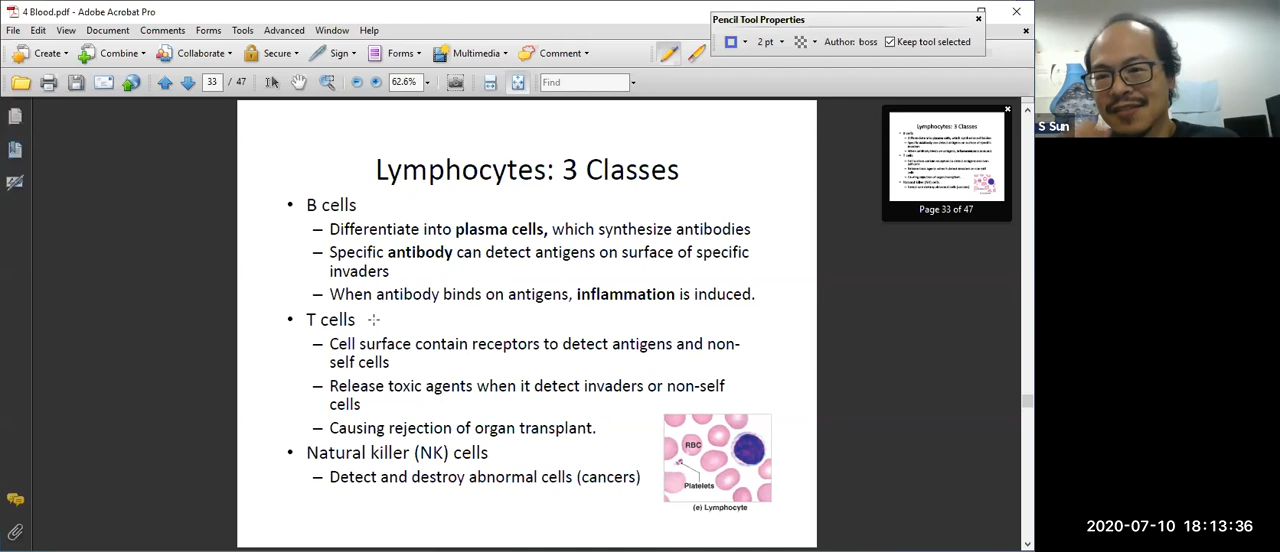 4 Blood.pdf - Adobe Acrobat Pro
File Edit View Document Comments Forms Tools Advanced Window Help
Pencil Tool Properties
2 pt Author: boss Keep tool selected
Create Combine Collaborate Secure Sign Forms Multimedia Comment
33 / 47 62.6% Find
Lymphocytes: 3 Classes
• B cells
– Differentiate into plasma cells, which synthesize antibodies
– Specific antibody can detect antigens on surface of specific
invaders
– When antibody binds on antigens, inflammation is induced.
• T cells
– Cell surface contain receptors to detect antigens and non-
self cells
– Release toxic agents when it detect invaders or non-self
cells
– Causing rejection of organ transplant.
• Natural killer (NK) cells
– Detect and destroy abnormal cells (cancers)
RBC
Platelets
(e) Lymphocyte
Lymphocytes: 3 Classes
Page 33 of 47
S Sun
2020-07-10 18:13:36